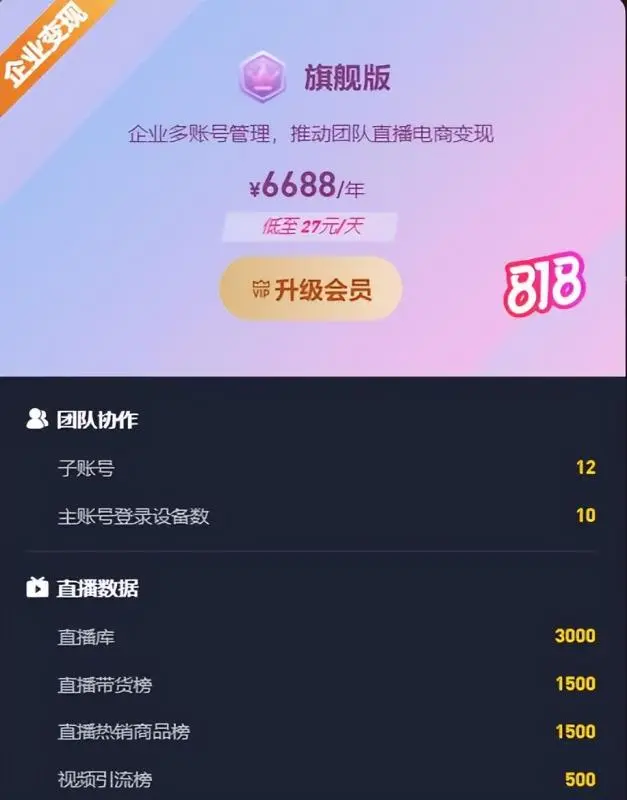 企业变现
旗舰版
企业多账号管理，推动团队直播电商变现
¥6688/年
低至 27元/天
VIP 升级会员
818
团队协作
子账号 12
主账号登录设备数 10
直播数据
直播库 3000
直播带货榜 1500
直播热销商品榜 1500
视频引流榜 500